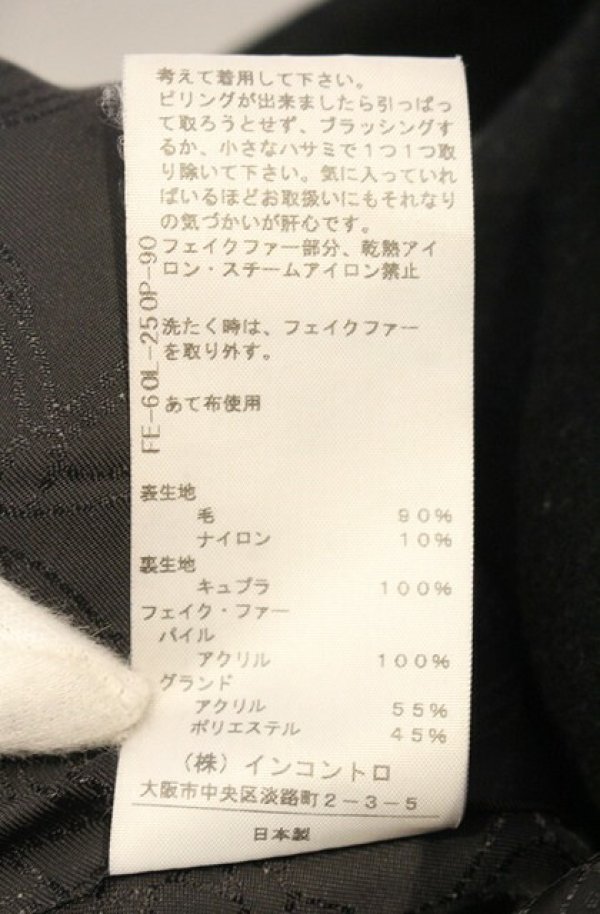 考えて着用して下さい。
ピリングが出来ましたら引っぱっ
て取ろうとせず、ブラッシングす
るか、小さなハサミで1つ1つ取
り除いて下さい。気に入っていれ
ばいるほどお取扱いにもそれなり
の気づかいが肝心です。
フェイクファー部分、乾熱アイ
ロン・スチームアイロン禁止
洗たく時は、フェイクファー
を取り外す。
あて布使用
FE-60L-250P-90
表生地
毛 90%
ナイロン 10%
裏生地
キュプラ 100%
フェイク・ファー
パイル
アクリル 100%
グランド
アクリル 55%
ポリエステル 45%
(株)インコントロ
大阪市中央区淡路町2-3-5
日本製